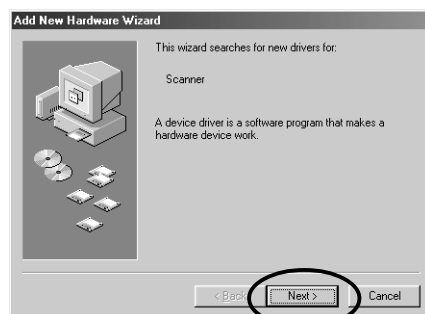 Add New Hardware Wizard
This wizard searches for new drivers for:
Scanner
A device driver is a software program that makes a
hardware device work.
< Back
Next >
Cancel